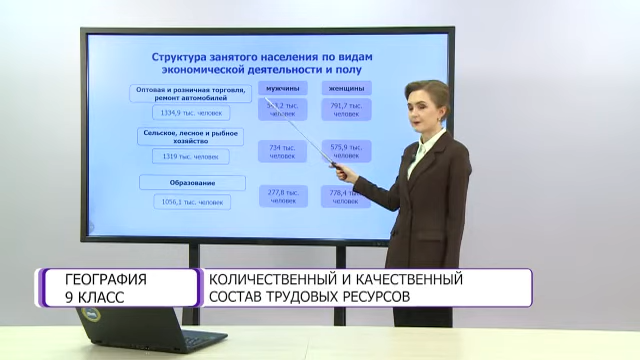 Структура занятого населения по видам
экономической деятельности и полу
Оптовая и розничная торговля,
ремонт автомобилей
1334,9 тыс. человек
мужчины
женщины
тыс.
человек
791,7 тыс.
человек
Сельское, лесное и рыбное
хозяйство
1319 тыс. человек
734 тыс.
человек
575,9 тыс.
человек
Образование
1056,1 тыс. человек
277,8 тыс.
человек
778,4 тыс.
человек
ГЕОГРАФИЯ
9 КЛАСС
КОЛИЧЕСТВЕННЫЙ И КАЧЕСТВЕННЫЙ
СОСТАВ ТРУДОВЫХ РЕСУРСОВ